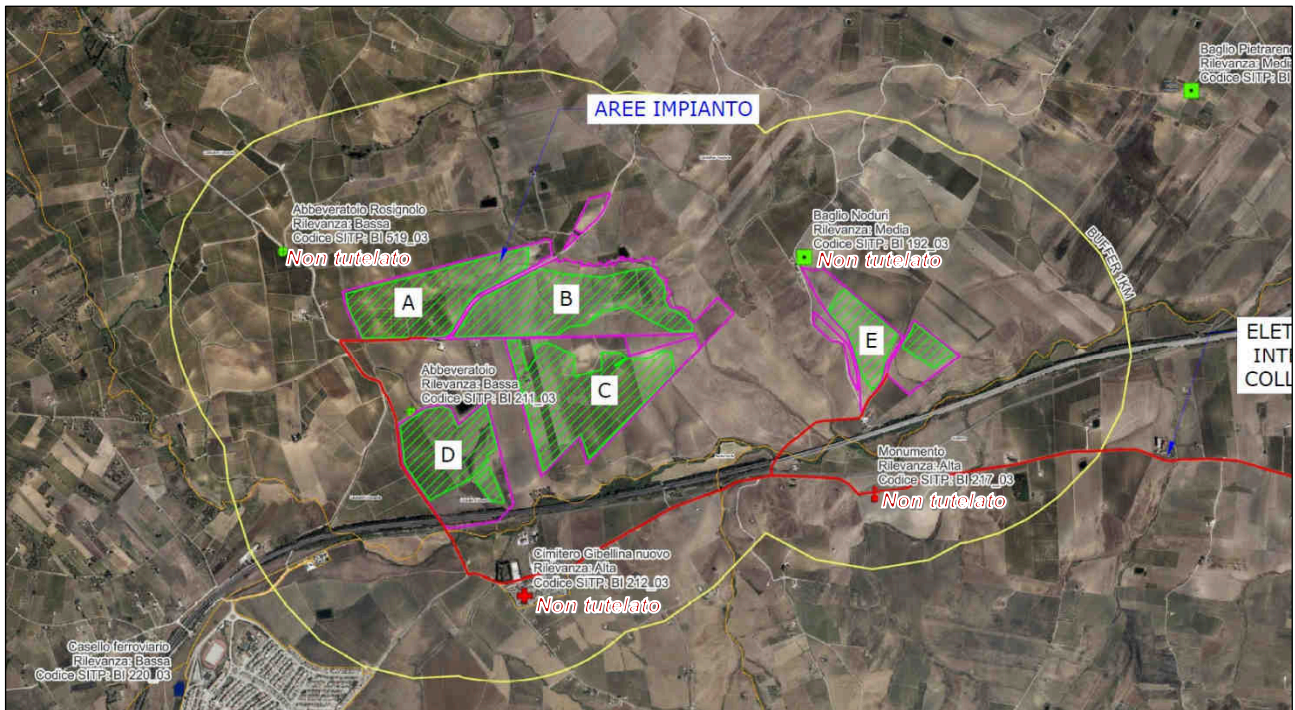 Baglio Pietraren
Rilevanza: Medi
Codice SITP: BI
AREE IMPIANTO
Abbeveratoio Rosignolo
Rilevanza: Bassa
Codice SITP: BI 519_03
Non tutelato
Baglio Noduri
Rilevanza: Media
Codice SITP: BI 192_03
Non tutelato
BUFFER 1KM
A
B
E
ELET
INTE
COLL
Abbeveratoio
Rilevanza: Bassa
Codice SITP: BI 211_03
C
D
Monumento
Rilevanza: Alta
Codice SITP: BI 217_03
Non tutelato
Cimitero Gibellina nuovo
Rilevanza: Alta
Codice SITP: BI 212_03
Non tutelato
Casello ferroviario
Rilevanza: Bassa
Codice SITP: BI 220_03